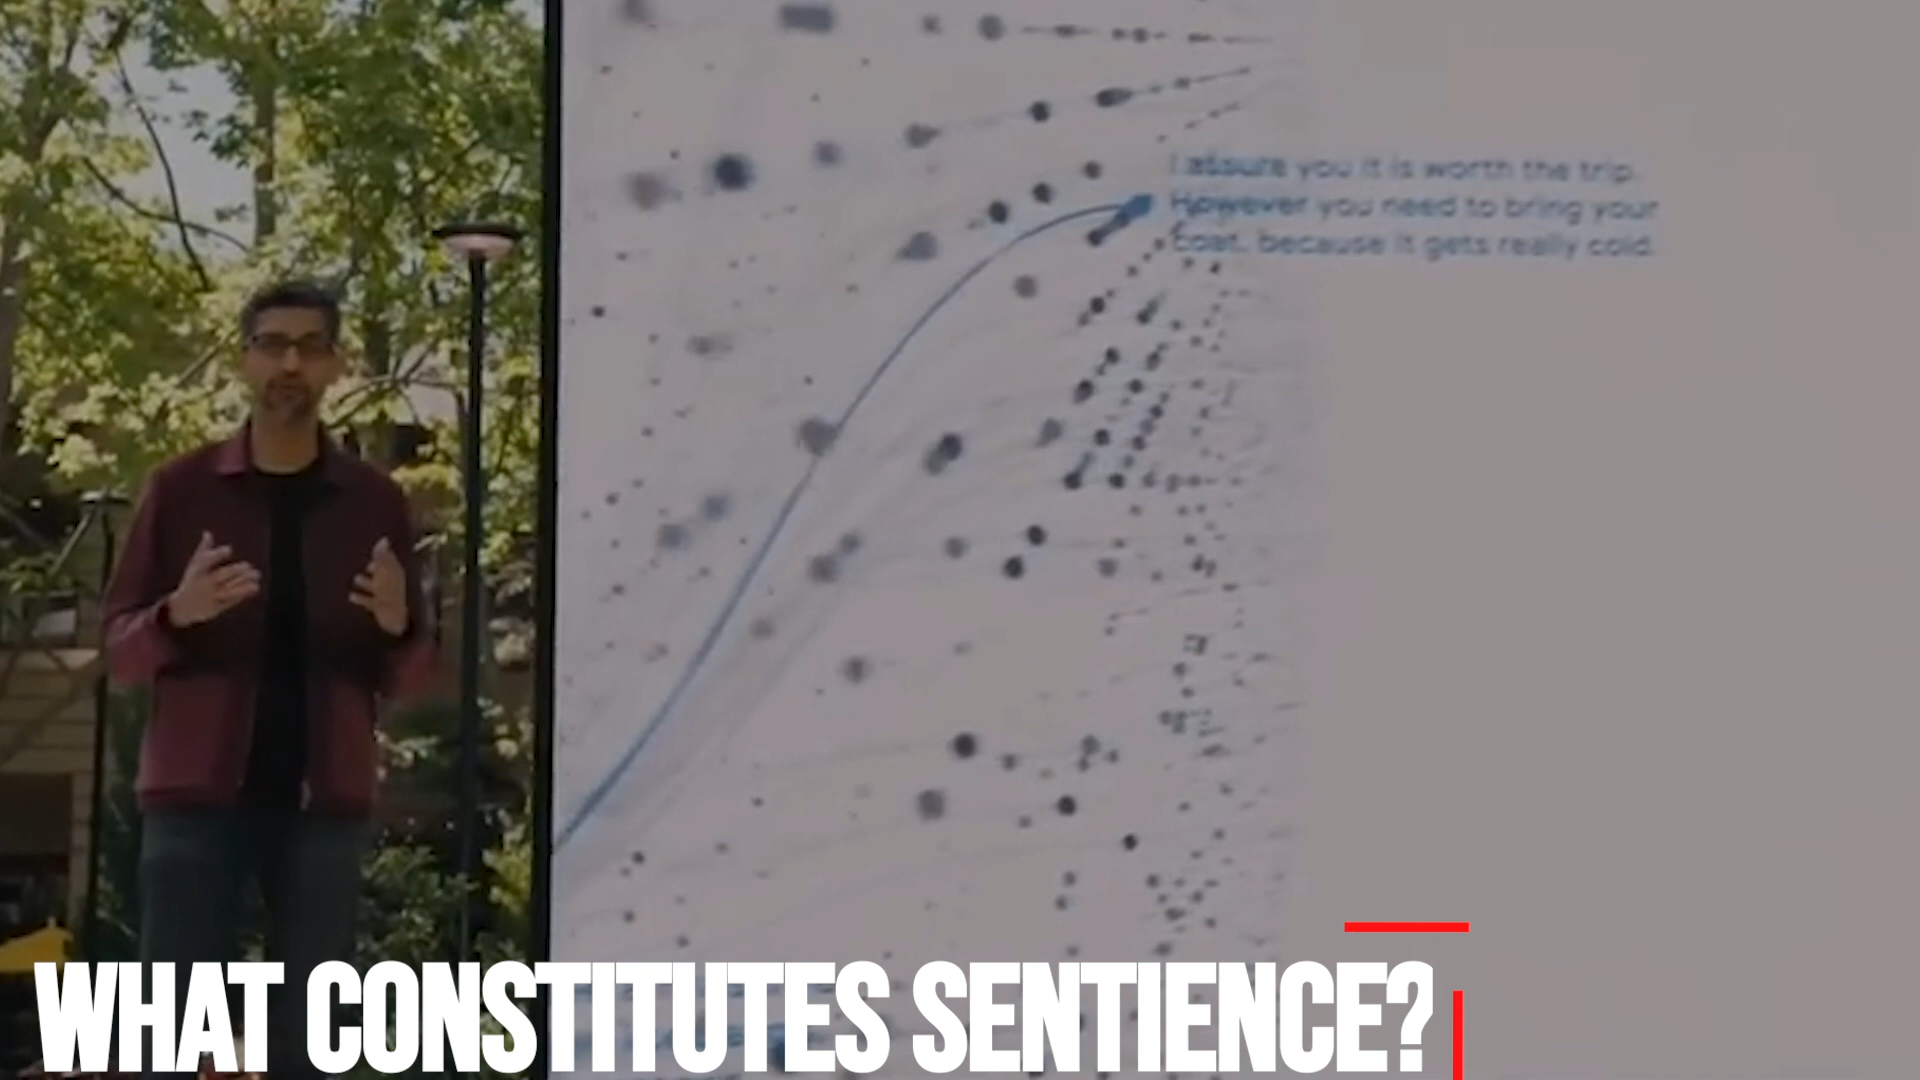 I assure you it is worth the trip.
However you need to bring your
coat, because it gets really cold.
WHAT CONSTITUTES SENTIENCE?